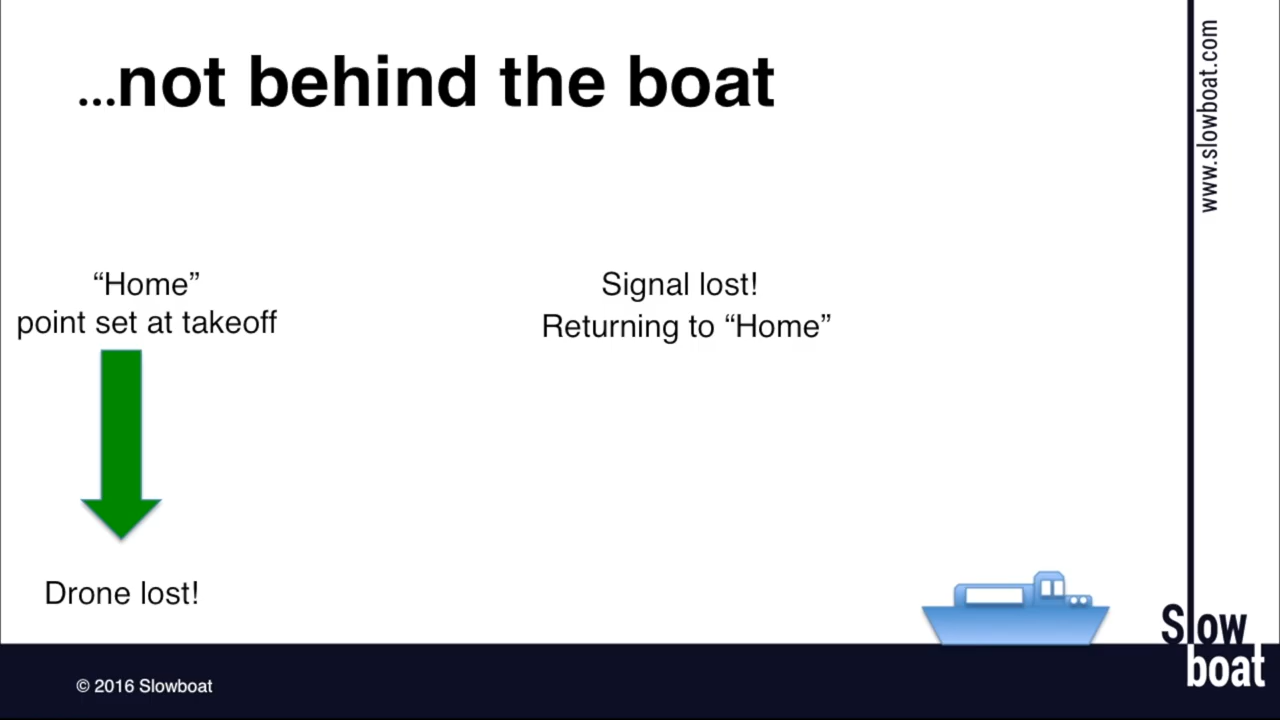 ...not behind the boat
www.slowboat.com
“Home”
point set at takeoff
Signal lost!
Returning to “Home”
Drone lost!
Slow
boat
© 2016 Slowboat